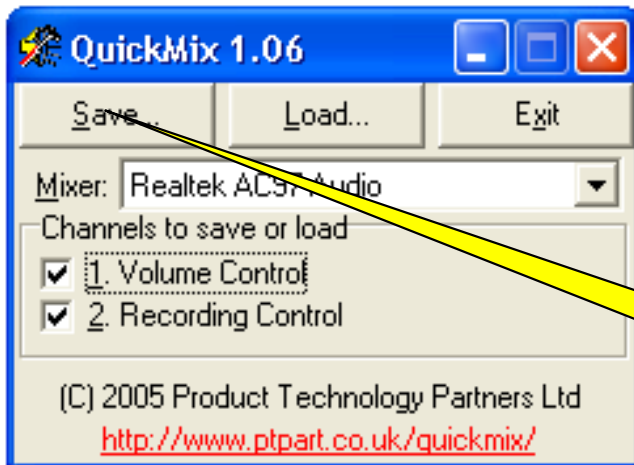 QuickMix 1.06
Save... Load... Exit
Mixer: Realtek AC97 Audio
Channels to save or load
1. Volume Control
2. Recording Control
(C) 2005 Product Technology Partners Ltd
http://www.ptpart.co.uk/quickmix/